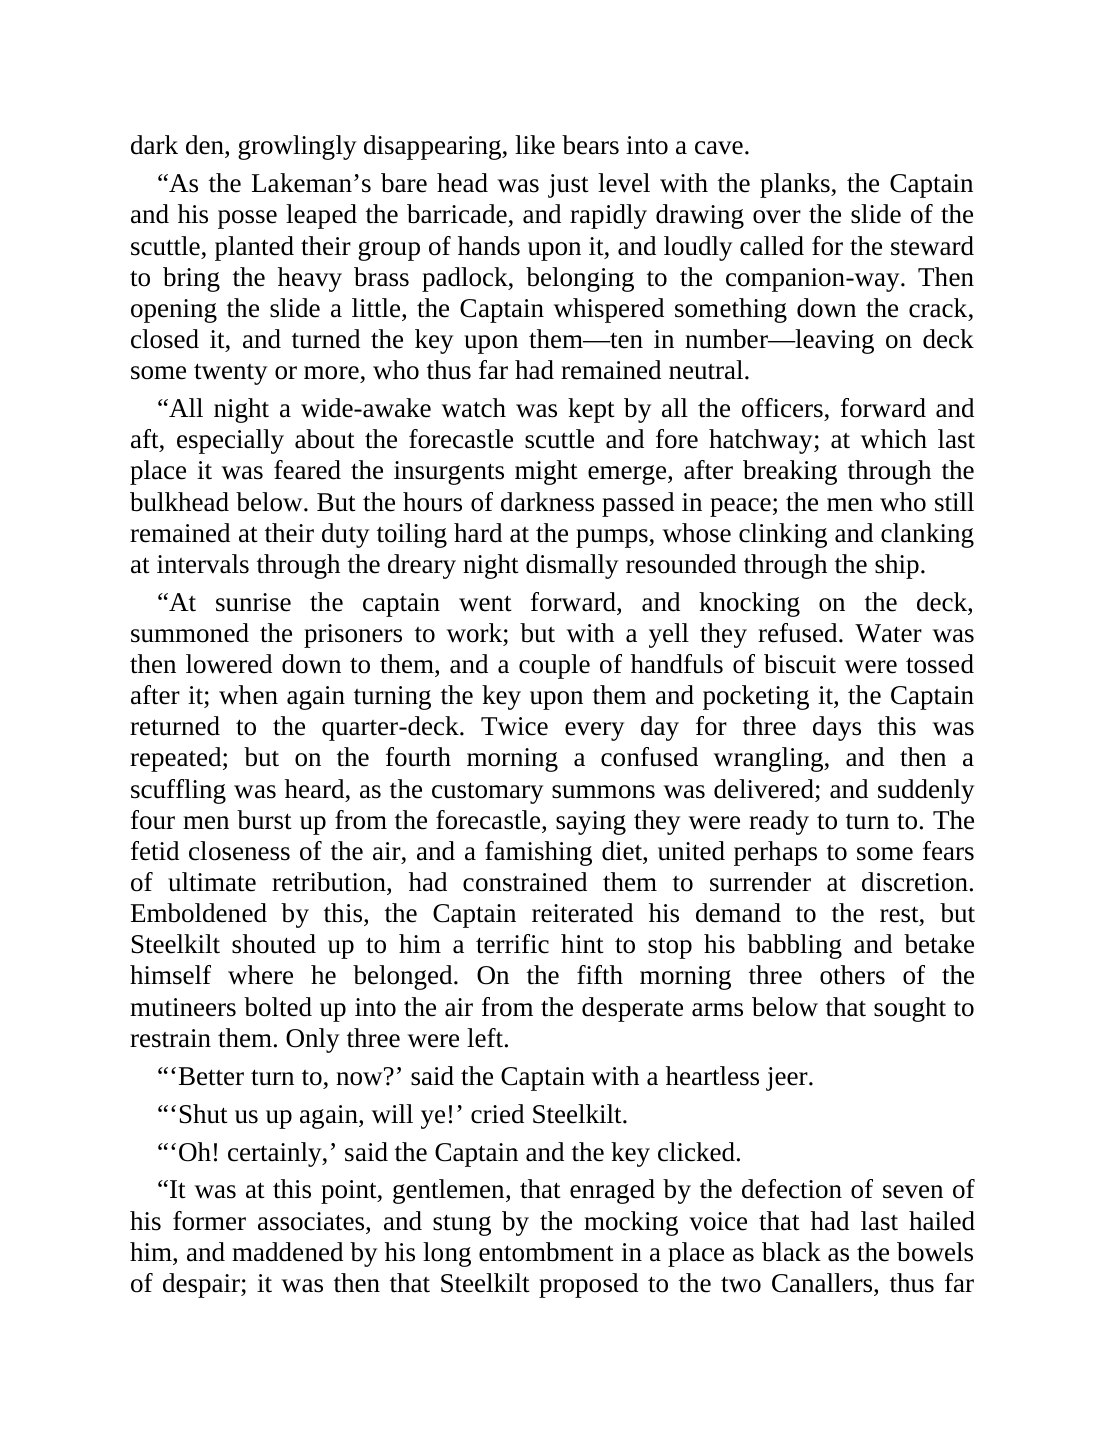 dark den, growlingly disappearing, like bears into a cave.
“As the Lakeman’s bare head was just level with the planks, the Captain
and his posse leaped the barricade, and rapidly drawing over the slide of the
scuttle, planted their group of hands upon it, and loudly called for the steward
to bring the heavy brass padlock, belonging to the companion-way. Then
opening the slide a little, the Captain whispered something down the crack,
closed it, and turned the key upon them—ten in number—leaving on deck
some twenty or more, who thus far had remained neutral.
“All night a wide-awake watch was kept by all the officers, forward and
aft, especially about the forecastle scuttle and fore hatchway; at which last
place it was feared the insurgents might emerge, after breaking through the
bulkhead below. But the hours of darkness passed in peace; the men who still
remained at their duty toiling hard at the pumps, whose clinking and clanking
at intervals through the dreary night dismally resounded through the ship.
“At sunrise the captain went forward, and knocking on the deck,
summoned the prisoners to work; but with a yell they refused. Water was
then lowered down to them, and a couple of handfuls of biscuit were tossed
after it; when again turning the key upon them and pocketing it, the Captain
returned to the quarter-deck. Twice every day for three days this was
repeated; but on the fourth morning a confused wrangling, and then a
scuffling was heard, as the customary summons was delivered; and suddenly
four men burst up from the forecastle, saying they were ready to turn to. The
fetid closeness of the air, and a famishing diet, united perhaps to some fears
of ultimate retribution, had constrained them to surrender at discretion.
Emboldened by this, the Captain reiterated his demand to the rest, but
Steelkilt shouted up to him a terrific hint to stop his babbling and betake
himself where he belonged. On the fifth morning three others of the
mutineers bolted up into the air from the desperate arms below that sought to
restrain them. Only three were left.
“‘Better turn to, now?’ said the Captain with a heartless jeer.
“‘Shut us up again, will ye!’ cried Steelkilt.
“‘Oh! certainly,’ said the Captain and the key clicked.
“It was at this point, gentlemen, that enraged by the defection of seven of
his former associates, and stung by the mocking voice that had last hailed
him, and maddened by his long entombment in a place as black as the bowels
of despair; it was then that Steelkilt proposed to the two Canallers, thus far